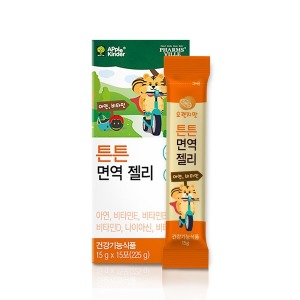 Apple Kinder
PHARMS VILLE
아연, 비타민
튼튼
면역 젤리
아연, 비타민E, 비타민
비타민D, 나이아신, 비
건강기능식품
15 g x 15포(225 g)
오렌지맛
튼튼
면역
젤리
아연, 비타민
건강기능식품
15g